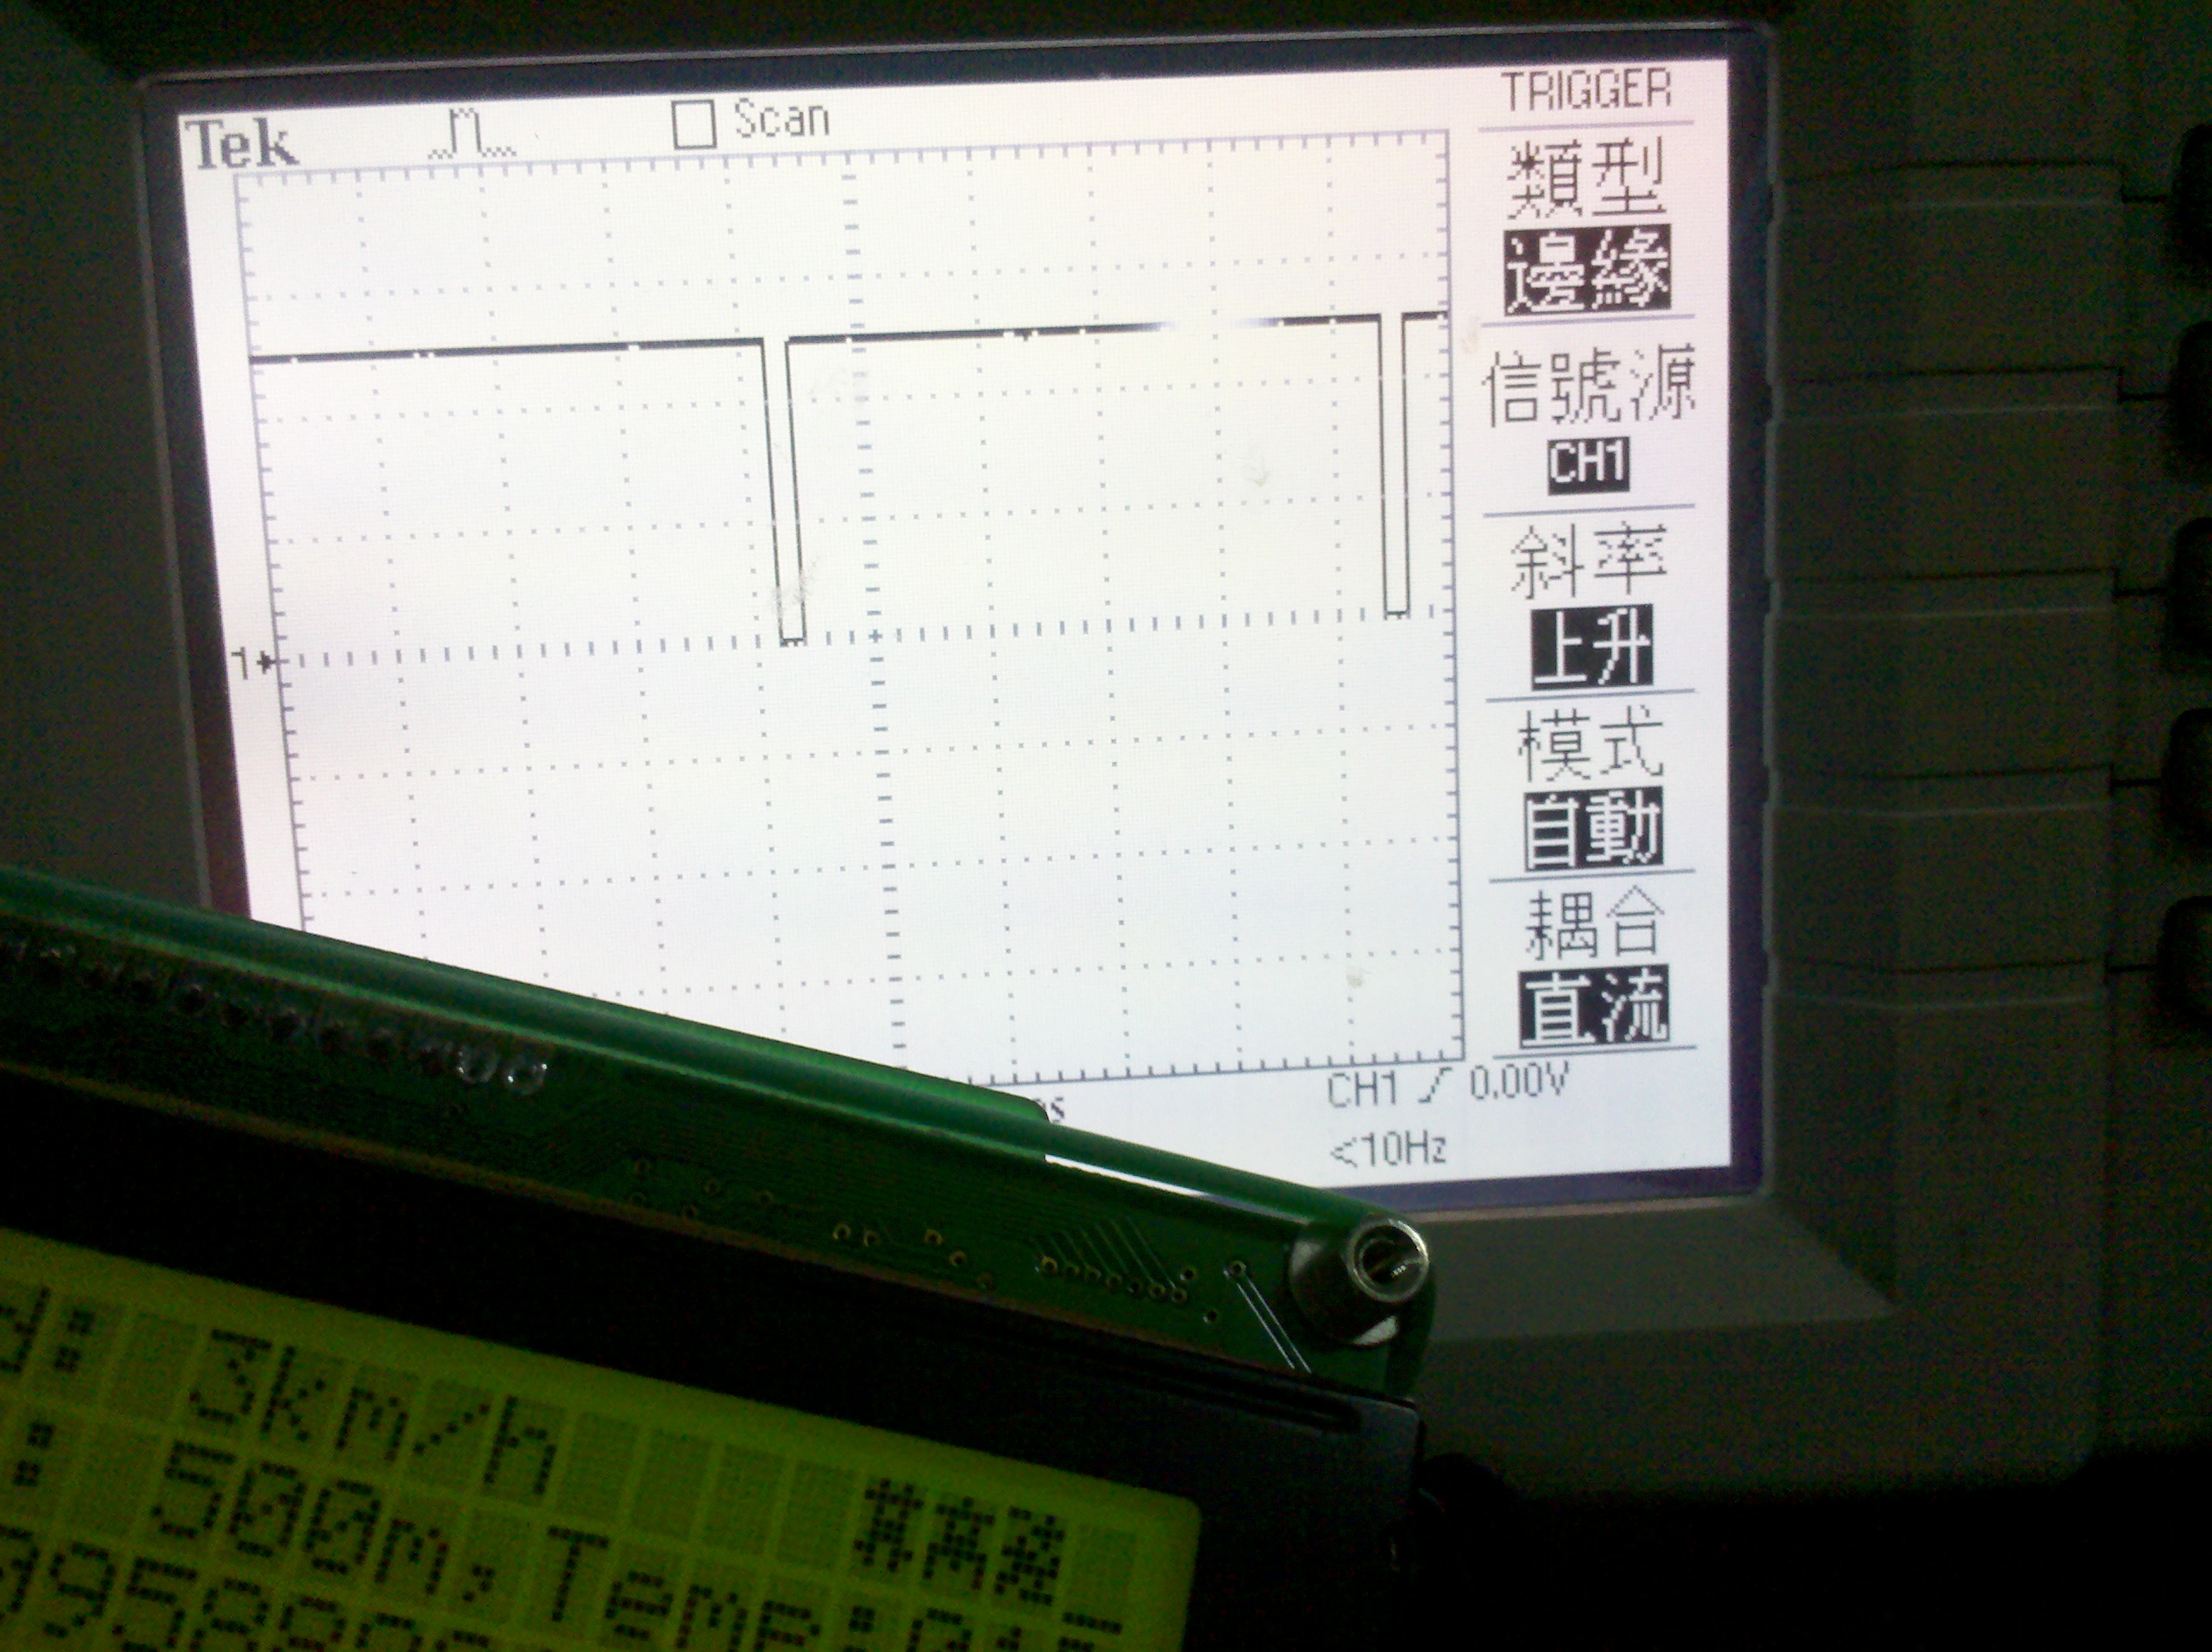 Tek Scan TRIGGER
類型
邊緣
信號源
CH1
斜率
上升
模式
自動
耦合
直流
1
CH1 0.00V
<10Hz
3km/h
500m,Temp: